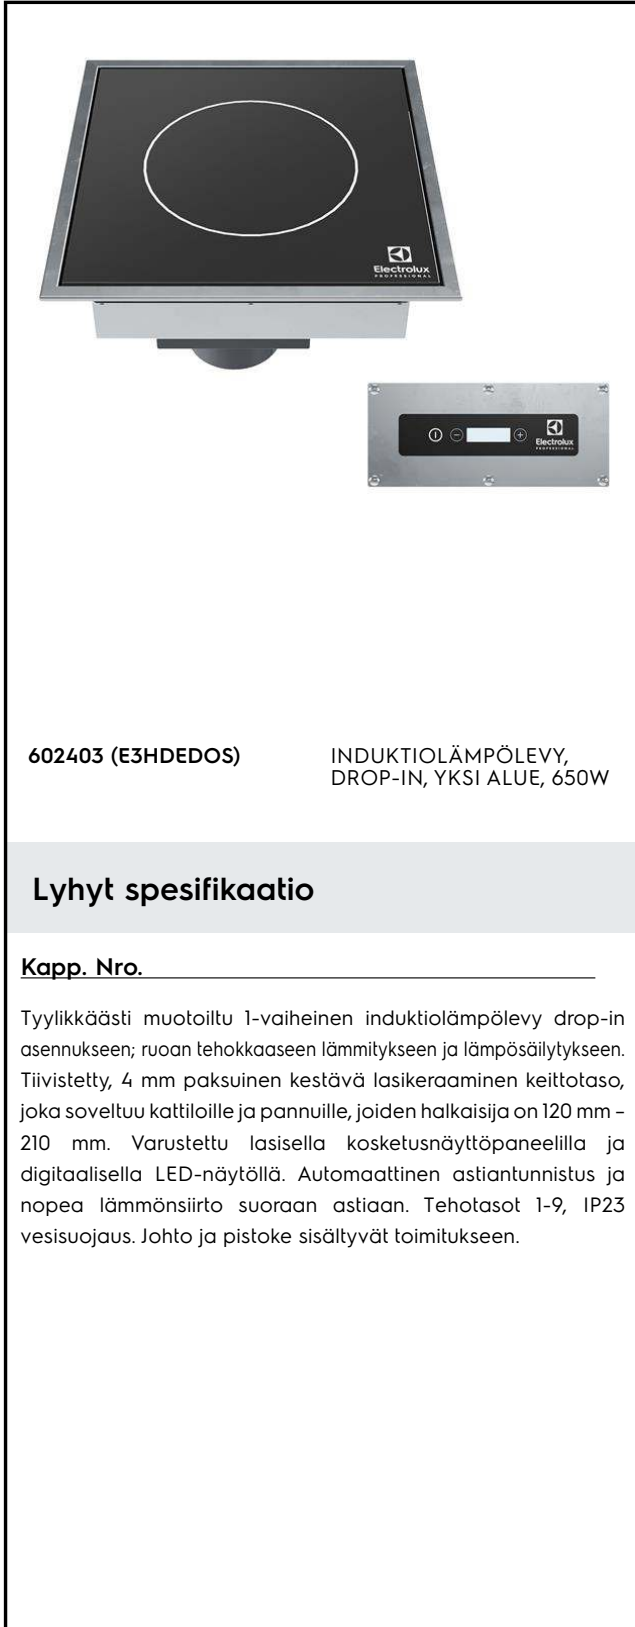 Electrolux
PROFESSIONAL
Electrolux
PROFESSIONAL
602403 (E3HDEDOS)
INDUKTIOLÄMPÖLEVY,
DROP-IN, YKSI ALUE, 650W
Lyhyt spesifikaatio
Kapp. Nro.
Tyylikkäästi muotoiltu 1-vaiheinen induktiolämpölevy drop-in
asennukseen; ruoan tehokkaaseen lämmitykseen ja lämpösäilytykseen.
Tiivistetty, 4 mm paksuinen kestävä lasikeraaminen keittotaso,
joka soveltuu kattiloille ja pannuille, joiden halkaisija on 120 mm –
210 mm. Varustettu lasisella kosketusnäyttöpaneelilla ja
digitaalisella LED-näytöllä. Automaattinen astiantunnistus ja
nopea lämmönsiirto suoraan astiaan. Tehotasot 1-9, IP23
vesisuojaus. Johto ja pistoke sisältyvät toimitukseen.